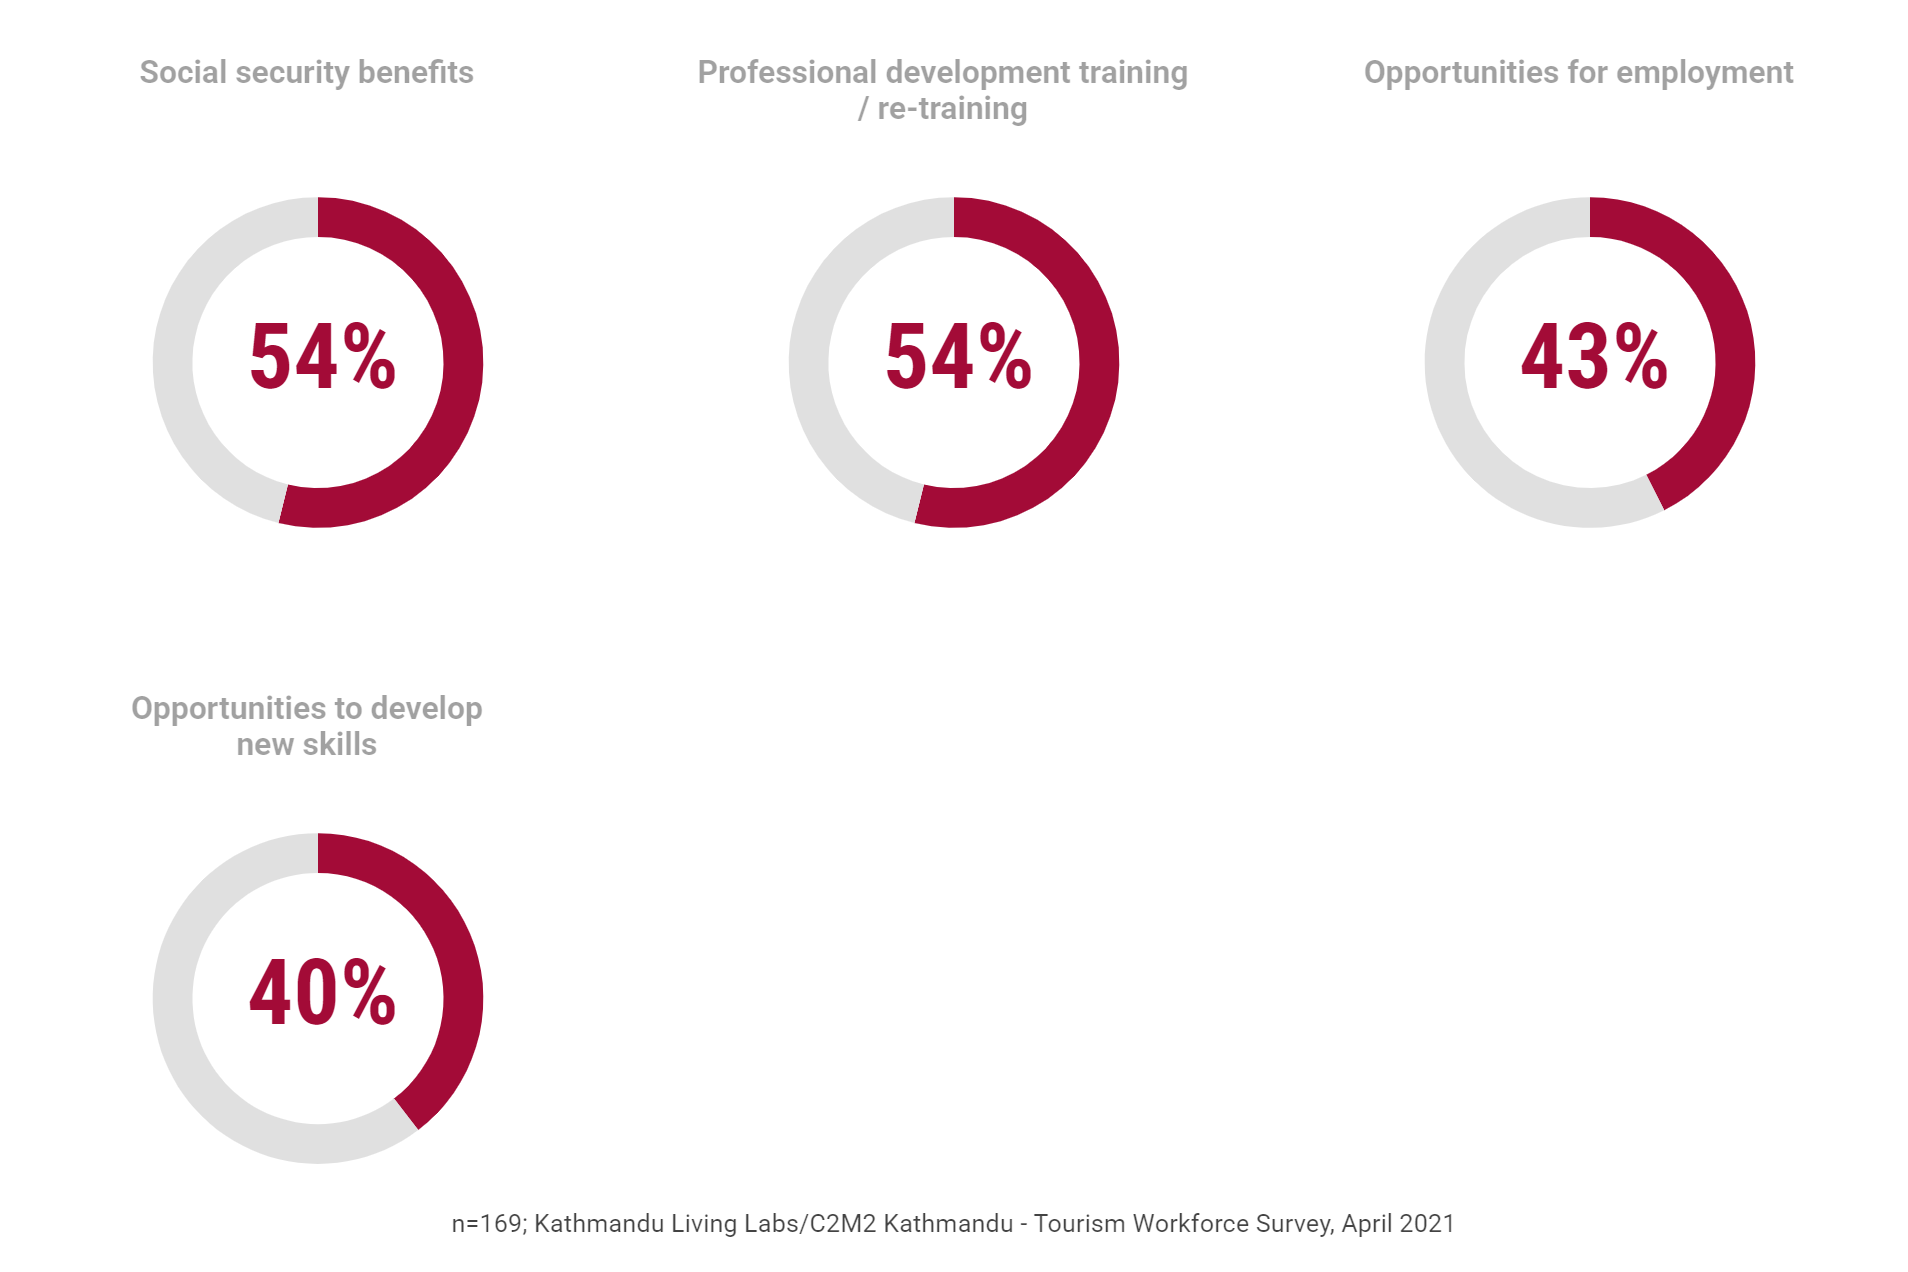 Social security benefits
54%
Professional development training
/ re-training
54%
Opportunities for employment
43%
Opportunities to develop
new skills
40%
n=169; Kathmandu Living Labs/C2M2 Kathmandu - Tourism Workforce Survey, April 2021